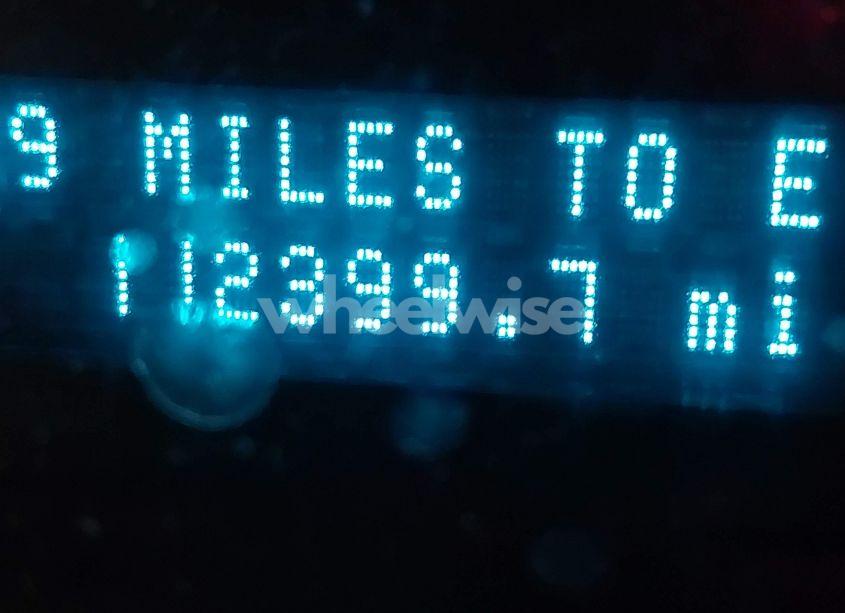 9 MILES TO E
112399.7 mi
wheelwise